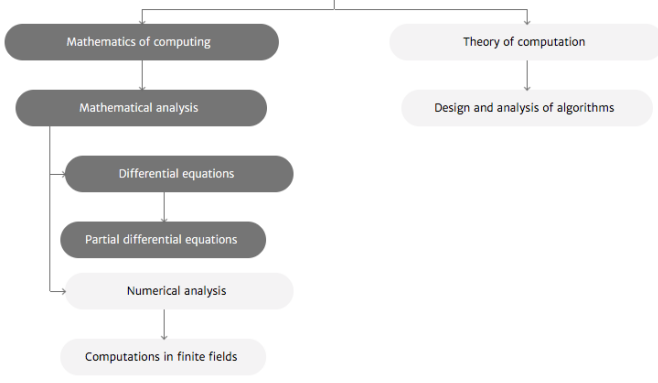 Mathematics of computing
Theory of computation
Mathematical analysis
Design and analysis of algorithms
Differential equations
Partial differential equations
Numerical analysis
Computations in finite fields